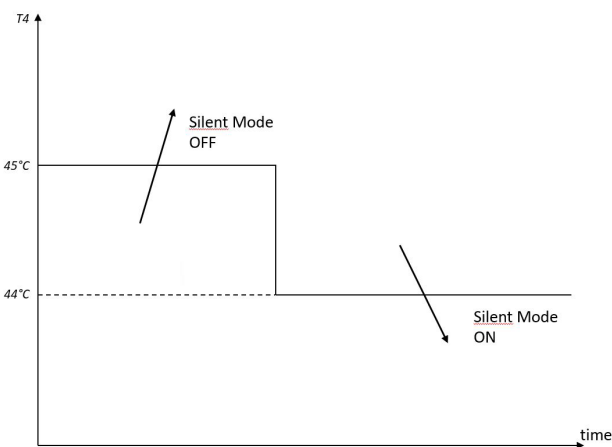 T4
Silent Mode
OFF
45°C
44°C
Silent Mode
ON
time